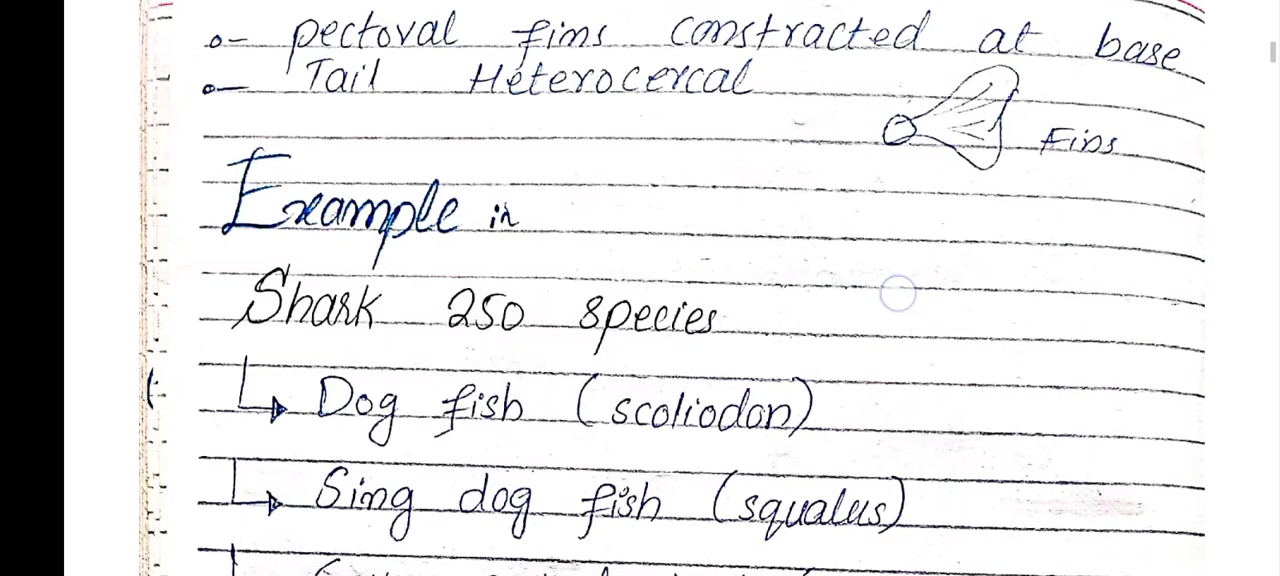 pectoval fins constracted at base
Tail Heterocercal
Fins
Example in
Shark 250 species
Dog fish (scoliodon)
Sing dog fish (squalus)